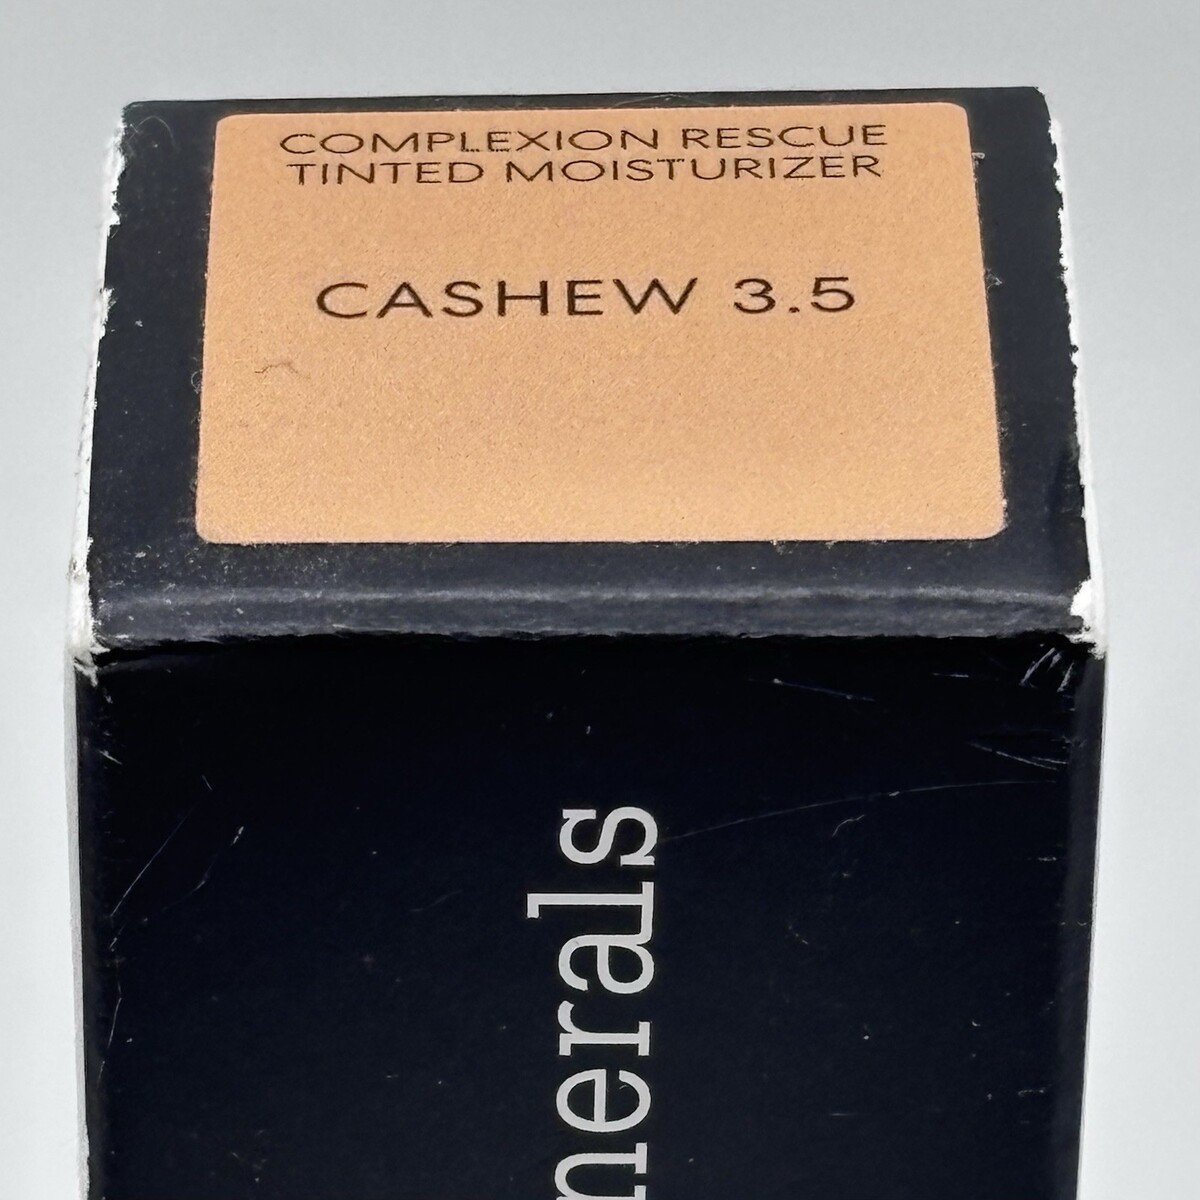 COMPLEXION RESCUE
TINTED MOISTURIZER
CASHEW 3.5
nerals